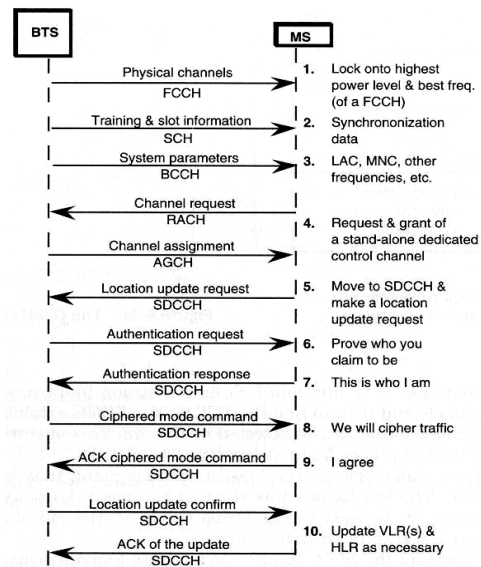 BTS
MS
Physical channels
FCCH
1. Lock onto highest
power level & best freq.
(of a FCCH)
Training & slot information
SCH
2. Synchrononization
data
System parameters
BCCH
3. LAC, MNC, other
frequencies, etc.
Channel request
RACH
4. Request & grant of
a stand-alone dedicated
control channel
Channel assignment
AGCH
Location update request
SDCCH
5. Move to SDCCH &
make a location
update request
Authentication request
SDCCH
6. Prove who you
claim to be
Authentication response
SDCCH
7. This is who I am
Ciphered mode command
SDCCH
8. We will cipher traffic
ACK ciphered mode command
SDCCH
9. I agree
Location update confirm
SDCCH
10. Update VLR(s) &
HLR as necessary
ACK of the update
SDCCH